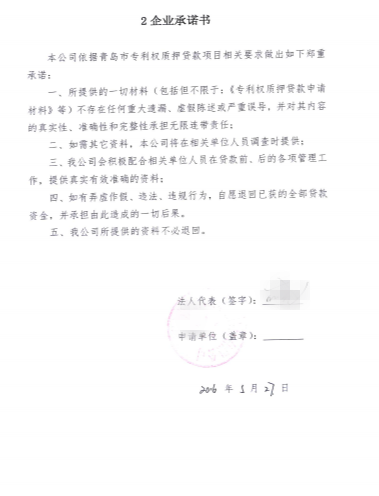 2 企业承诺书
本公司依据青岛市专利权质押贷款项目相关要求做出如下郑重
承诺：
一、所提供的一切材料（包括但不限于：《专利权质押贷款申请
材料》等）不存在任何重大遗漏、虚假陈述或严重误导，并对其内容
的真实性、准确性和完整性承担无限连带责任；
二、如需其它资料，本公司将在相关单位人员调查时提供；
三、我公司会积极配合相关单位人员在贷款前、后的各项管理工
作，提供真实有效准确的资料；
四、如有弄虚作假、违法、违规行为，自愿退回已获的全部贷款
资金，并承担由此造成的一切后果。
五、我公司所提供的资料不必退回。
法人代表（签字）：
申请单位（盖章）：
年 月 27 日